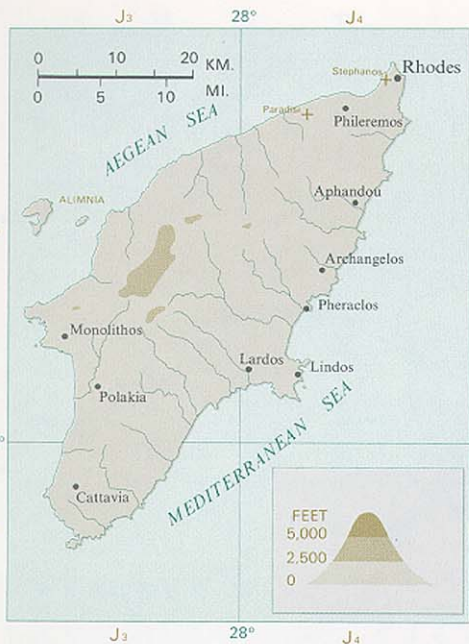 J₃ 28° J₄
0 10 20 KM.
0 5 10 MI.
AEGEAN SEA
Stephanos
Rhodes
Paradisi
Phileremos
Aphandou
ALIMNIA
Archangelos
Pheraclos
Monolithos
Lardos
Lindos
Polakia
MEDITERRANEAN SEA
Cattavia
FEET
5,000
2,500
0
J₃ 28° J₄